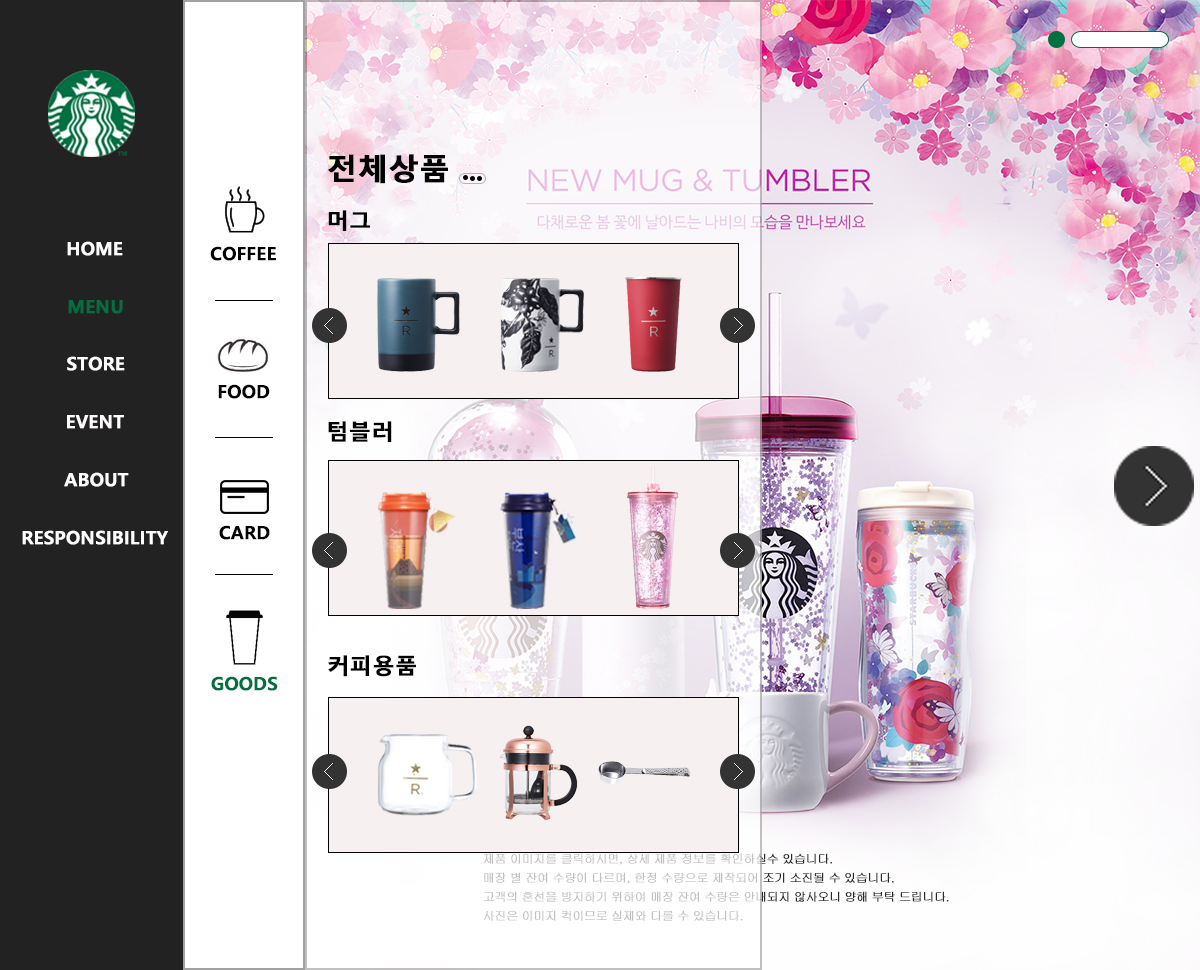 HOME
MENU
STORE
EVENT
ABOUT
RESPONSIBILITY
COFFEE
FOOD
CARD
GOODS
전체상품
NEW MUG & TUMBLER
다채로운 봄 꽃에 날아드는 나비의 모습을 만나보세요
머그
R
R
R
텀블러
부산
커피용품
R
제품 이미지를 클릭하시면, 상세 제품 정보를 확인하실수 있습니다.
매장 별 잔여 수량이 다르며, 한정 수량으로 제작되어 조기 소진될 수 있습니다.
고객의 혼선을 방지하기 위하여 매장 잔여 수량은 안내되지 않사오니 양해 부탁 드립니다.
사진은 이미지 컷이므로 실제와 다를 수 있습니다.
STARBUCKS